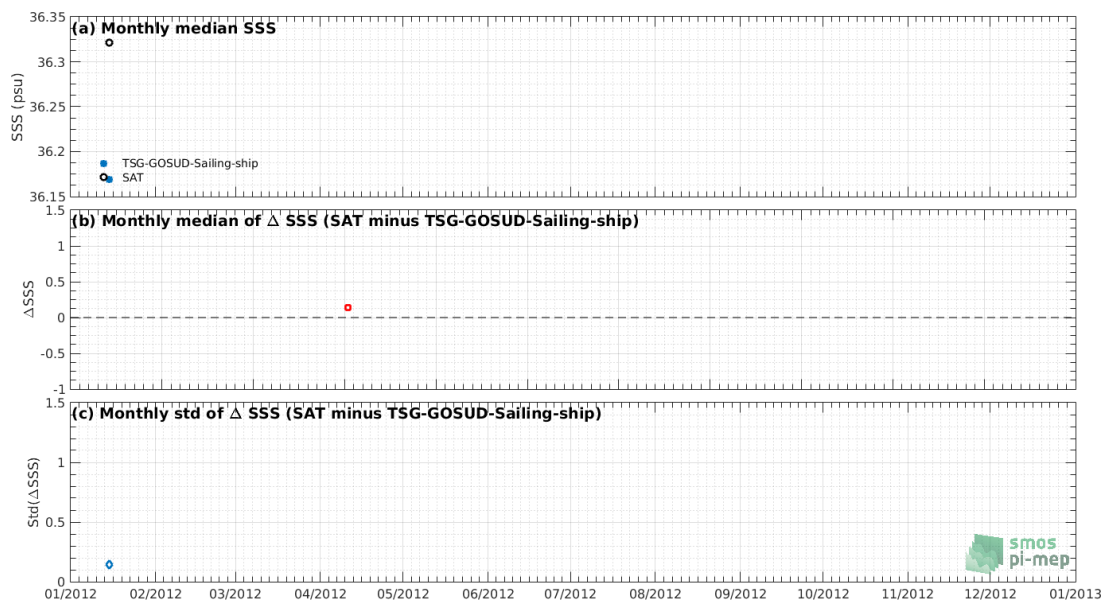 (a) Monthly median SSS
36.35
36.3
36.25
36.2
36.15
SSS (psu)
TSG-GOSUD-Sailing-ship
SAT
(b) Monthly median of Δ SSS (SAT minus TSG-GOSUD-Sailing-ship)
1.5
1
0.5
0
-0.5
-1
ΔSSS
(c) Monthly std of Δ SSS (SAT minus TSG-GOSUD-Sailing-ship)
1.5
1
0.5
0
Std(ΔSSS)
smos
pi-mep
01/2012 02/2012 03/2012 04/2012 05/2012 06/2012 07/2012 08/2012 09/2012 10/2012 11/2012 12/2012 01/2013